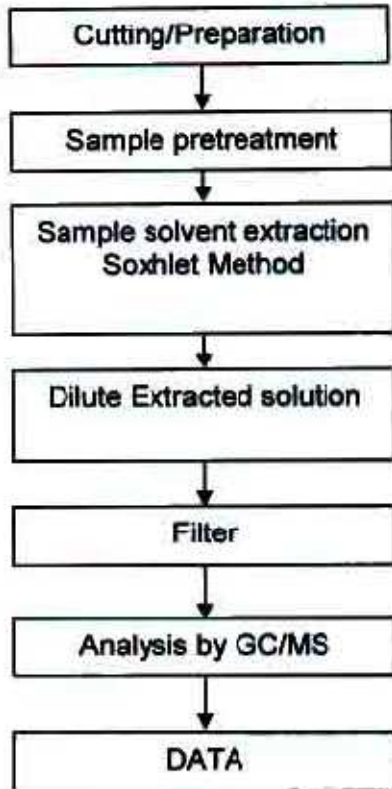 Cutting/Preparation
Sample pretreatment
Sample solvent extraction
Soxhlet Method
Dilute Extracted solution
Filter
Analysis by GC/MS
DATA